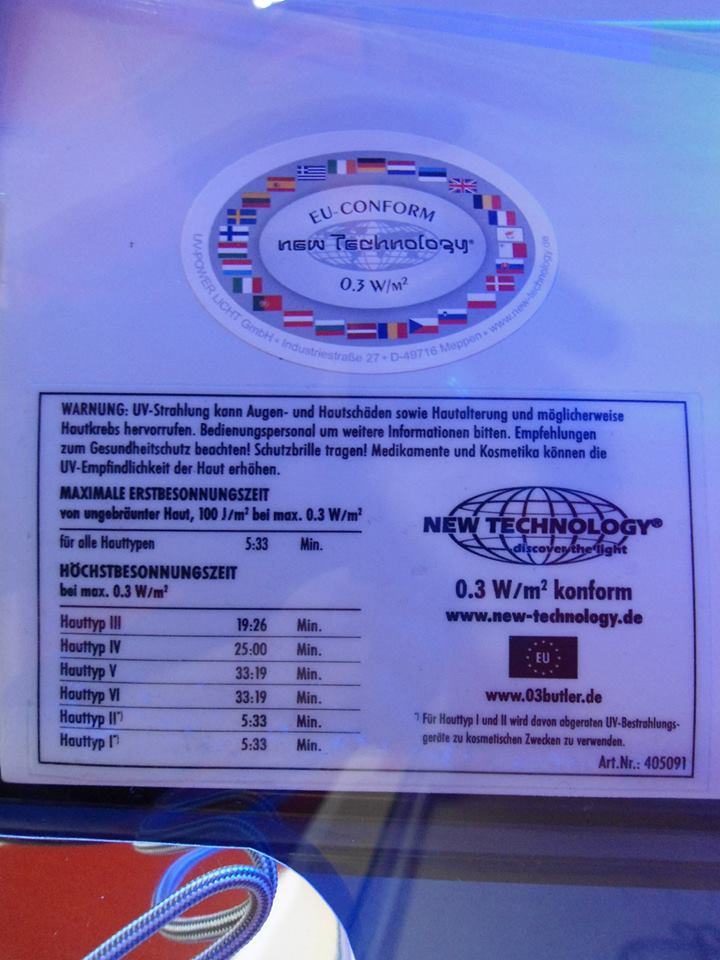 EU-CONFORM
new Technology®
0.3 W/m²
UV-POWER LICHT GmbH • Industriestraße 27 • D-49716 Meppen • www.new-technology.de
WARNUNG: UV-Strahlung kann Augen- und Hautschäden sowie Hautalterung und möglicherweise
Hautkrebs hervorrufen. Bedienungspersonal um weitere Informationen bitten. Empfehlungen
zum Gesundheitschutz beachten! Schutzbrille tragen! Medikamente und Kosmetika können die
UV-Empfindlichkeit der Haut erhöhen.
MAXIMALE ERSTBESONNUNGSZEIT
von ungebräunter Haut, 100 J/m² bei max. 0.3 W/m²
für alle Hauttypen 5:33 Min.
HÖCHSTBESONNUNGSZEIT
bei max. 0.3 W/m²
Hauttyp III 19:26 Min.
Hauttyp IV 25:00 Min.
Hauttyp V 33:19 Min.
Hauttyp VI 33:19 Min.
Hauttyp II*) 5:33 Min.
Hauttyp I*) 5:33 Min.
NEW TECHNOLOGY®
discover the light
0.3 W/m² konform
www.new-technology.de
EU
www.03butler.de
*) Für Hauttyp I und II wird davon abgeraten UV-Bestrahlungs-
geräte zu kosmetischen Zwecken zu verwenden.
Art.Nr.: 405091